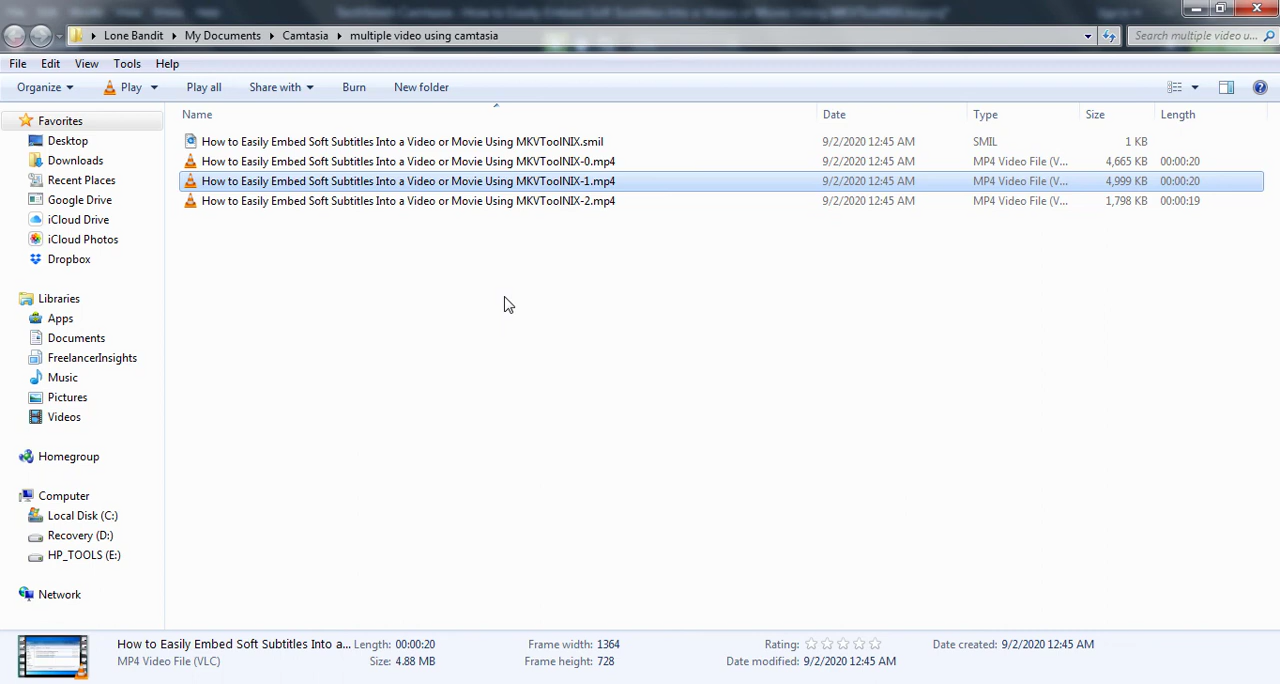 Lone Bandit My Documents Camtasia multiple video using camtasia Search multiple video u...
File Edit View Tools Help
Organize Play Play all Share with Burn New folder
Name Date Type Size Length
How to Easily Embed Soft Subtitles Into a Video or Movie Using MKVToolNIX.smil 9/2/2020 12:45 AM SMIL 1 KB
How to Easily Embed Soft Subtitles Into a Video or Movie Using MKVToolNIX-0.mp4 9/2/2020 12:45 AM MP4 Video File (V... 4,665 KB 00:00:20
How to Easily Embed Soft Subtitles Into a Video or Movie Using MKVToolNIX-1.mp4 9/2/2020 12:45 AM MP4 Video File (V... 4,999 KB 00:00:20
How to Easily Embed Soft Subtitles Into a Video or Movie Using MKVToolNIX-2.mp4 9/2/2020 12:45 AM MP4 Video File (V... 1,798 KB 00:00:19
Favorites
Desktop
Downloads
Recent Places
Google Drive
iCloud Drive
iCloud Photos
Dropbox
Libraries
Apps
Documents
FreelancerInsights
Music
Pictures
Videos
Homegroup
Computer
Local Disk (C:)
Recovery (D:)
HP_TOOLS (E:)
Network
How to Easily Embed Soft Subtitles Into a... Length: 00:00:20 Frame width: 1364 Rating: Date created: 9/2/2020 12:45 AM
MP4 Video File (VLC) Size: 4.88 MB Frame height: 728 Date modified: 9/2/2020 12:45 AM